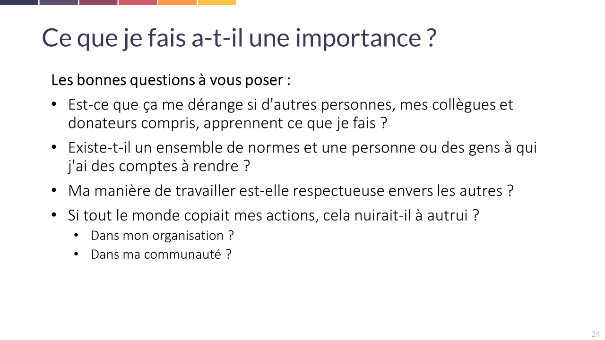 Ce que je fais a-t-il une importance ?
Les bonnes questions à vous poser :
• Est-ce que ça me dérange si d'autres personnes, mes collègues et
donateurs compris, apprennent ce que je fais ?
• Existe-t-il un ensemble de normes et une personne ou des gens à qui
j'ai des comptes à rendre ?
• Ma manière de travailler est-elle respectueuse envers les autres ?
• Si tout le monde copiait mes actions, cela nuirait-il à autrui ?
• Dans mon organisation ?
• Dans ma communauté ?
24